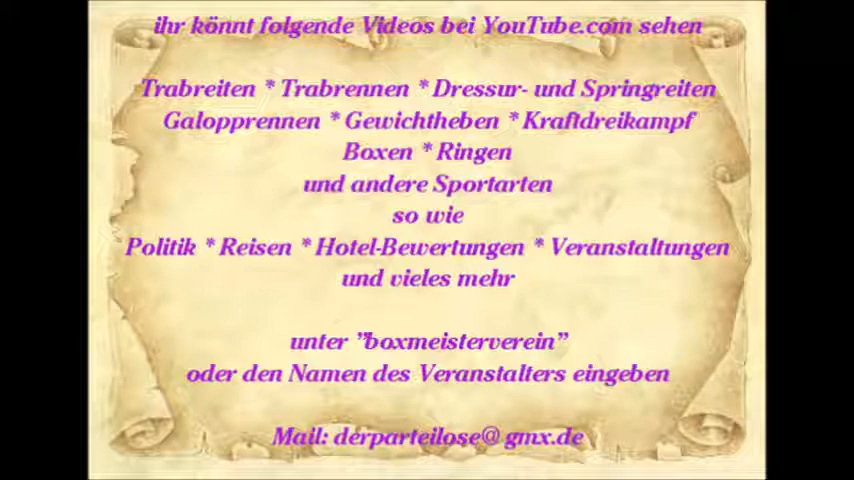 ihr könnt folgende Videos bei YouTube.com sehen
Trabreiten * Trabrennen * Dressur- und Springreiten
Galopprennen * Gewichtheben * Kraftdreikampf
Boxen * Ringen
und andere Sportarten
so wie
Politik * Reisen * Hotel-Bewertungen * Veranstaltungen
und vieles mehr
unter "boxmeisterverein"
oder den Namen des Veranstalters eingeben
Mail: derparteilose@gmx.de